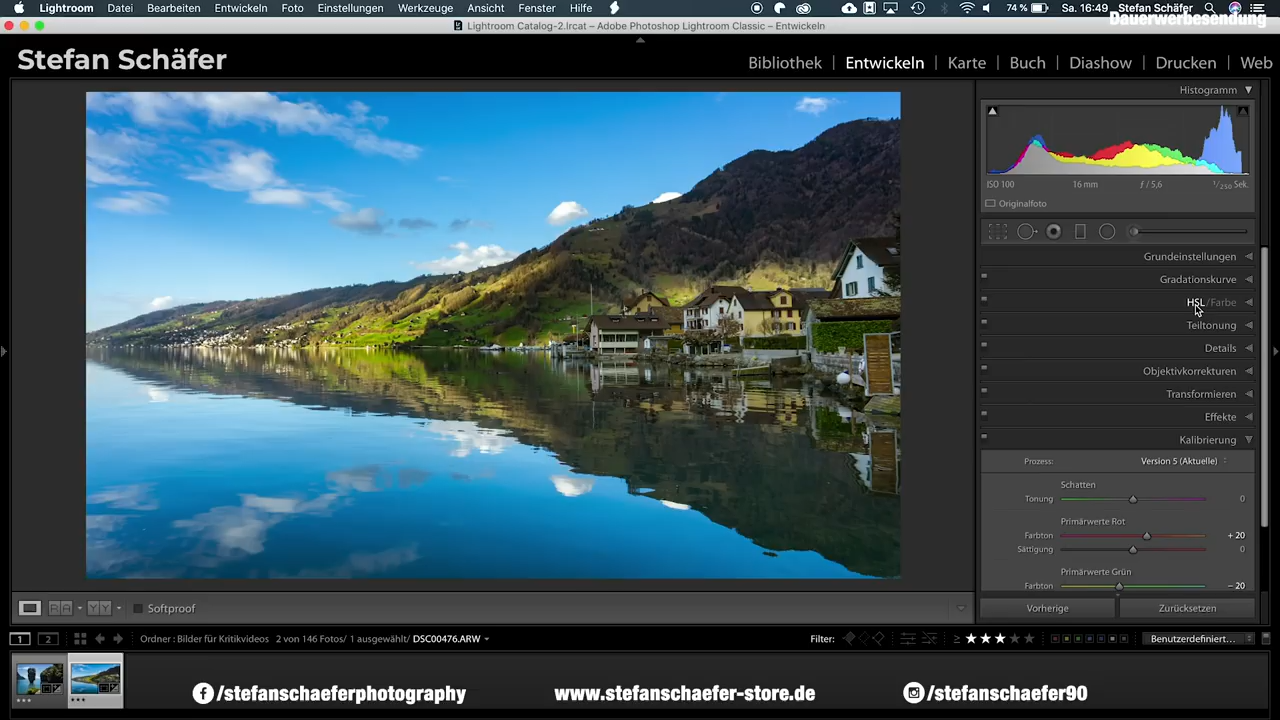 Lightroom Datei Bearbeiten Entwickeln Foto Einstellungen Werkzeuge Ansicht Fenster Hilfe 74 % Sa. 16:49 Stefan Schäfer
Dauerwerbesendung
Lightroom Catalog-2.lrcat – Adobe Photoshop Lightroom Classic – Entwickeln
Stefan Schäfer
Bibliothek | Entwickeln | Karte | Buch | Diashow | Drucken | Web
Histogramm
ISO 100 16 mm ƒ / 5,6 1/250 Sek.
Originalfoto
Grundeinstellungen
Gradationskurve
HSL / Farbe
Teiltonung
Details
Objektivkorrekturen
Transformieren
Effekte
Kalibrierung
Prozess: Version 5 (Aktuelle)
Schatten
Tonung 0
Primärwerte Rot
Farbton + 20
Sättigung 0
Primärwerte Grün
Farbton – 20
R A Y Y Softproof
Vorherige Zurücksetzen
1 2 Ordner : Bilder für Kritikvideos 2 von 146 Fotos/ 1 ausgewählt/ DSC00476.ARW Filter: ≥ ★★★★★ Benutzerdefiniert...
/stefanschaeferphotography www.stefanschaefer-store.de /stefanschaefer90